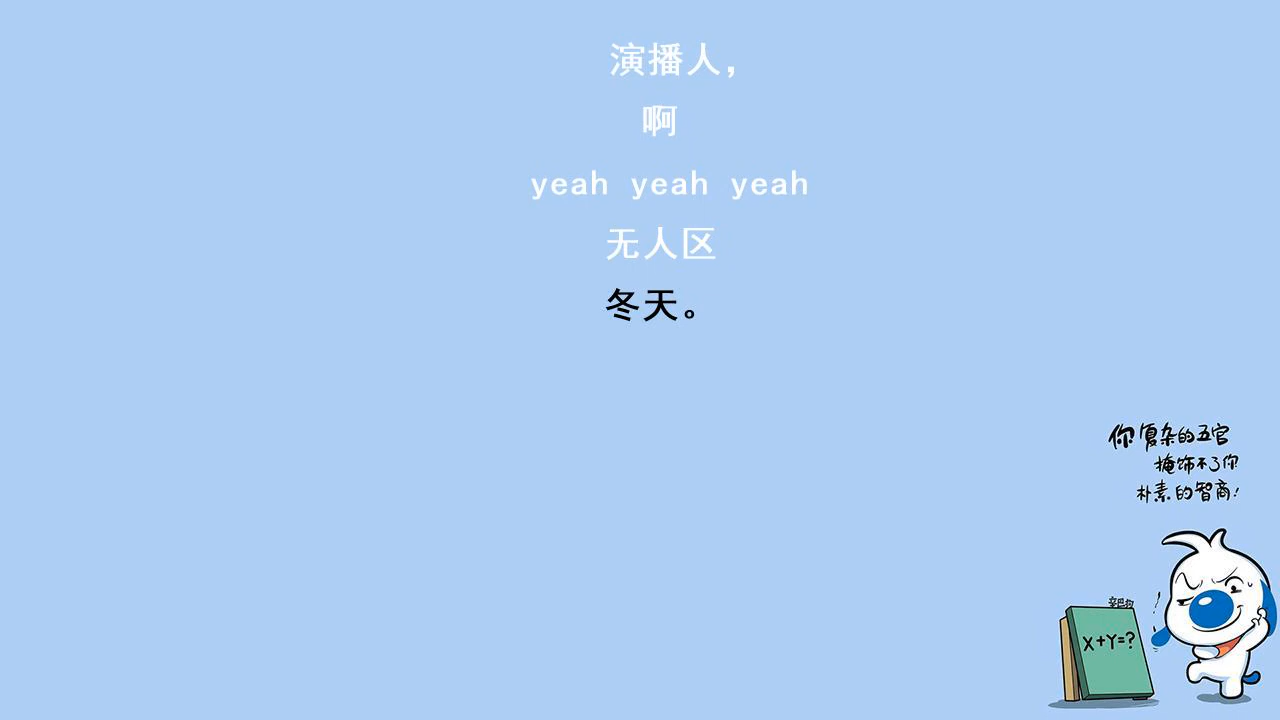 演播人，
啊
yeah yeah yeah
无人区
冬天。
你复杂的五官
掩饰不了你
朴素的智商！
X+Y=?